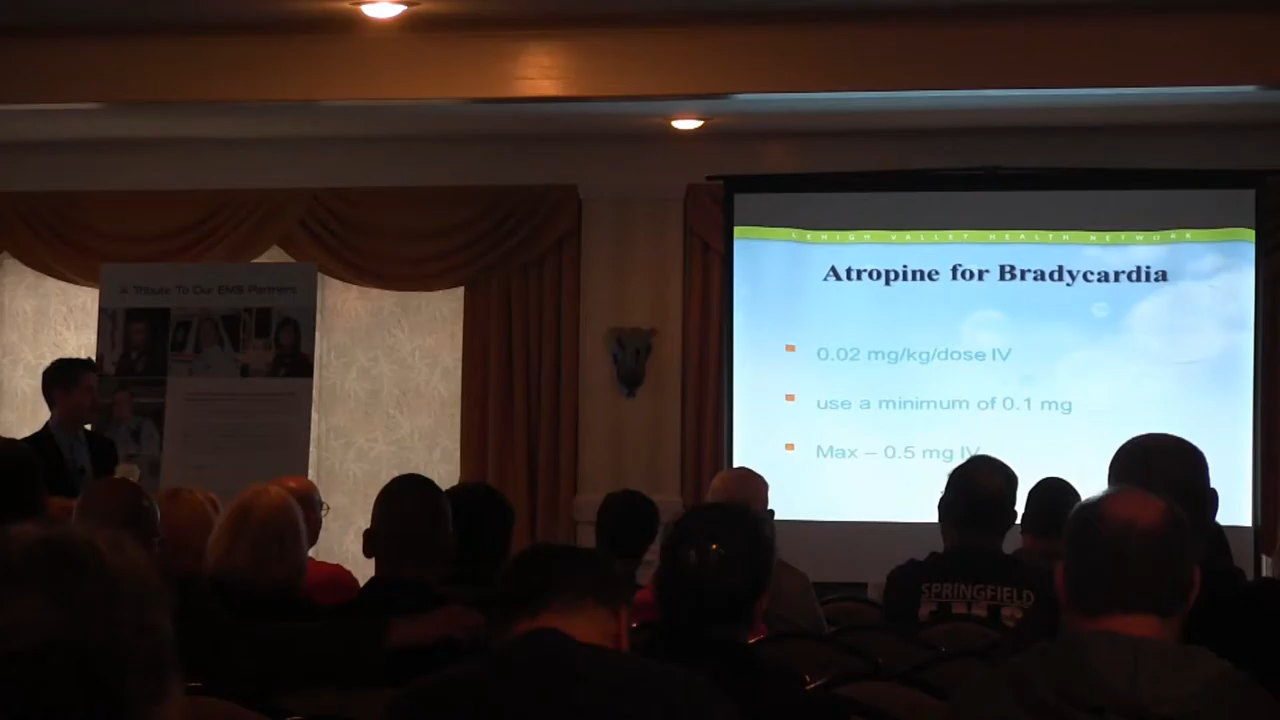 LEHIGH VALLEY HEALTH NETWORK
Atropine for Bradycardia
0.02 mg/kg/dose IV
use a minimum of 0.1 mg
Max – 0.5 mg IV
A Tribute To Our EMS Partners
SPRINGFIELD